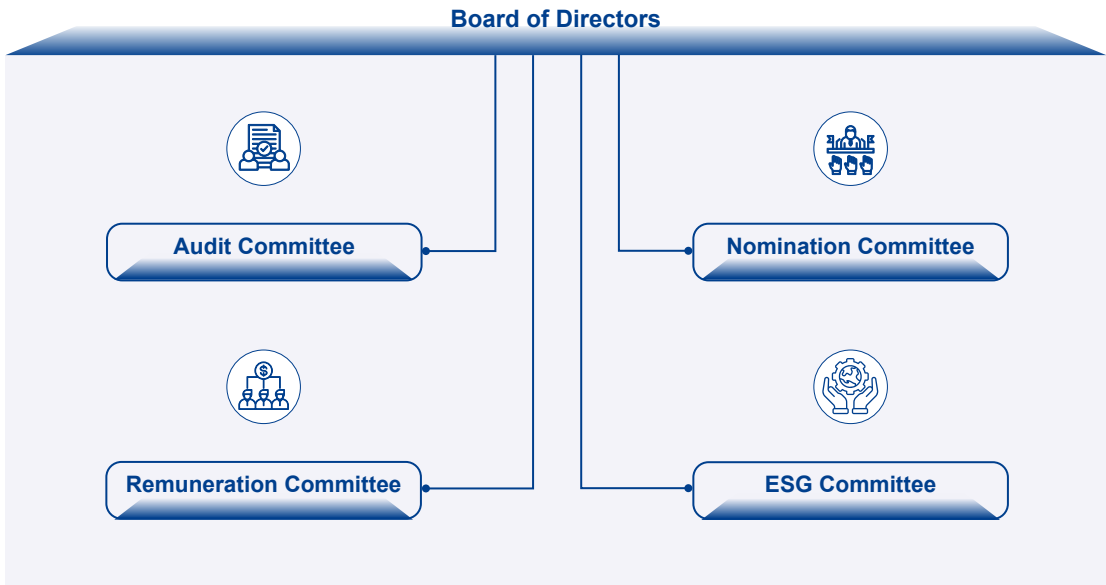 Board of Directors
Audit Committee
Nomination Committee
Remuneration Committee
ESG Committee